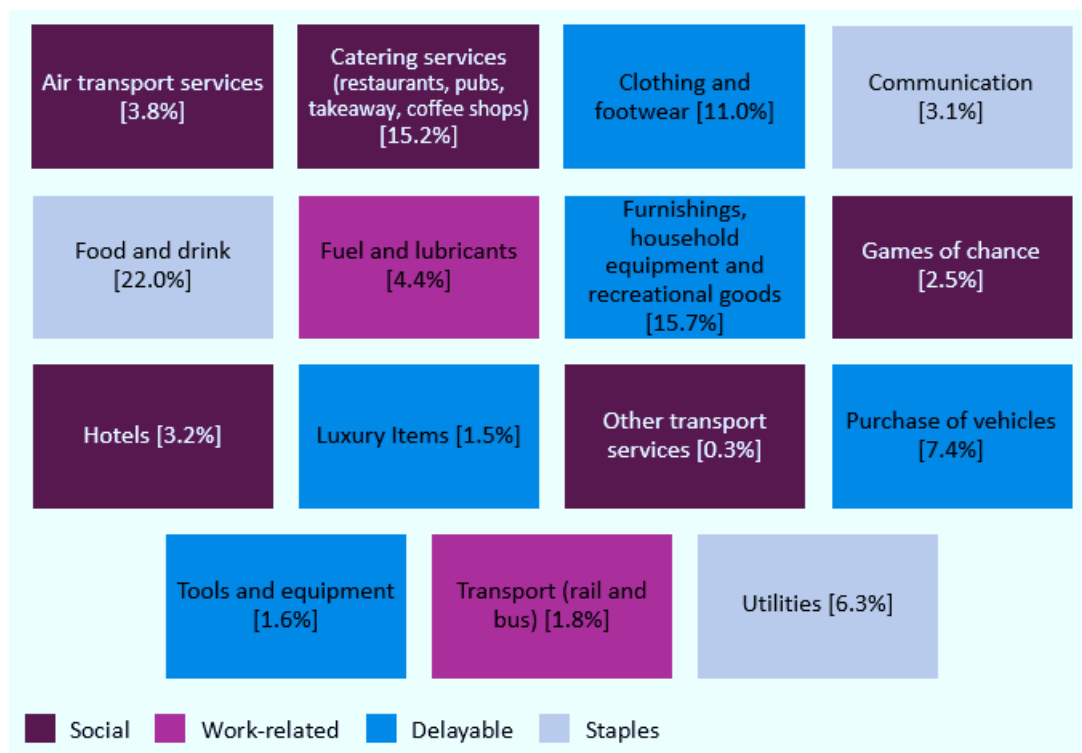 Air transport services
[3.8%]
Catering services
(restaurants, pubs,
takeaway, coffee shops)
[15.2%]
Clothing and
footwear [11.0%]
Communication
[3.1%]
Food and drink
[22.0%]
Fuel and lubricants
[4.4%]
Furnishings,
household
equipment and
recreational goods
[15.7%]
Games of chance
[2.5%]
Hotels [3.2%]
Luxury Items [1.5%]
Other transport
services [0.3%]
Purchase of vehicles
[7.4%]
Tools and equipment
[1.6%]
Transport (rail and
bus) [1.8%]
Utilities [6.3%]
Social
Work-related
Delayable
Staples